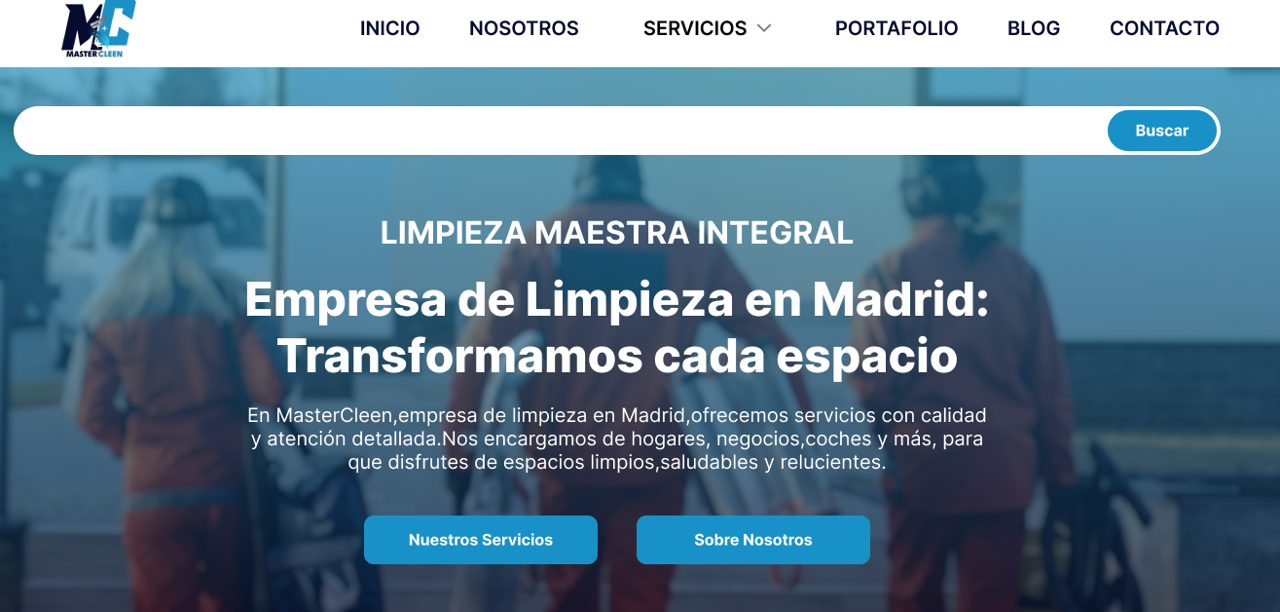 MC
MASTER CLEEN
INICIO NOSOTROS SERVICIOS PORTAFOLIO BLOG CONTACTO
Buscar
LIMPIEZA MAESTRA INTEGRAL
Empresa de Limpieza en Madrid:
Transformamos cada espacio
En MasterCleen,empresa de limpieza en Madrid,ofrecemos servicios con calidad
y atención detallada.Nos encargamos de hogares, negocios,coches y más, para
que disfrutes de espacios limpios,saludables y relucientes.
Nuestros Servicios Sobre Nosotros